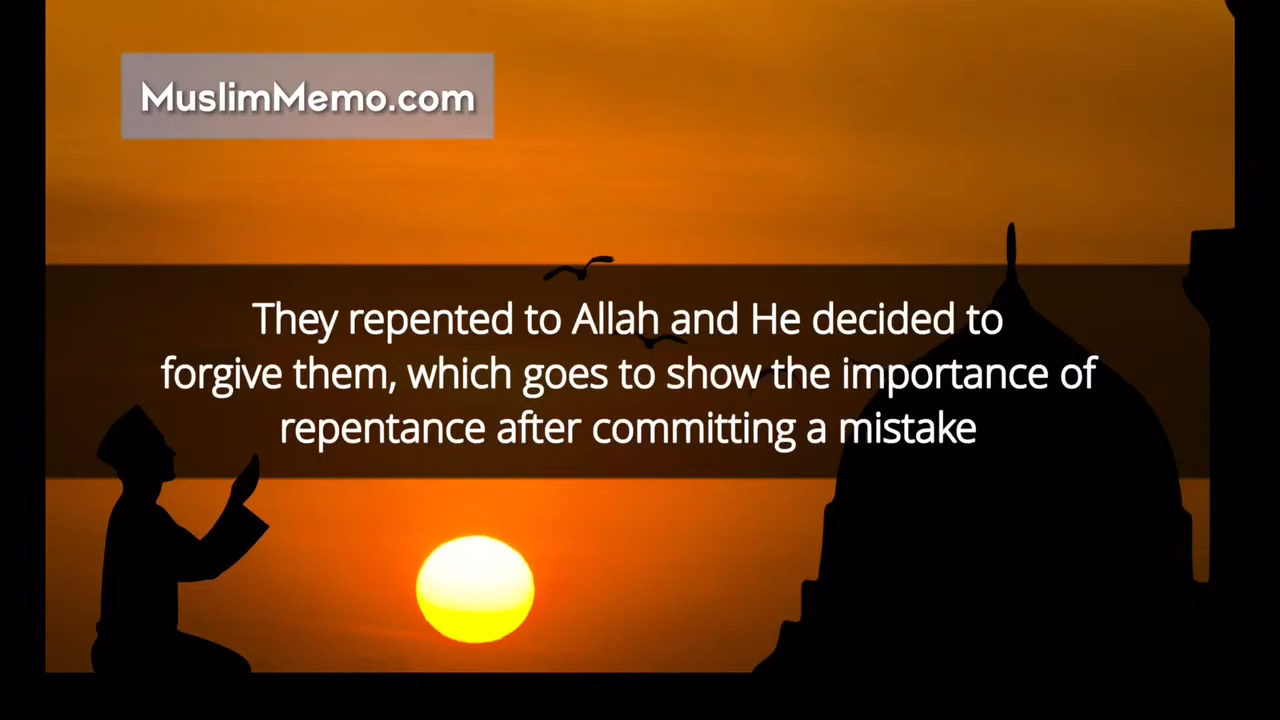 MuslimMemo.com
They repented to Allah and He decided to
forgive them, which goes to show the importance of
repentance after committing a mistake